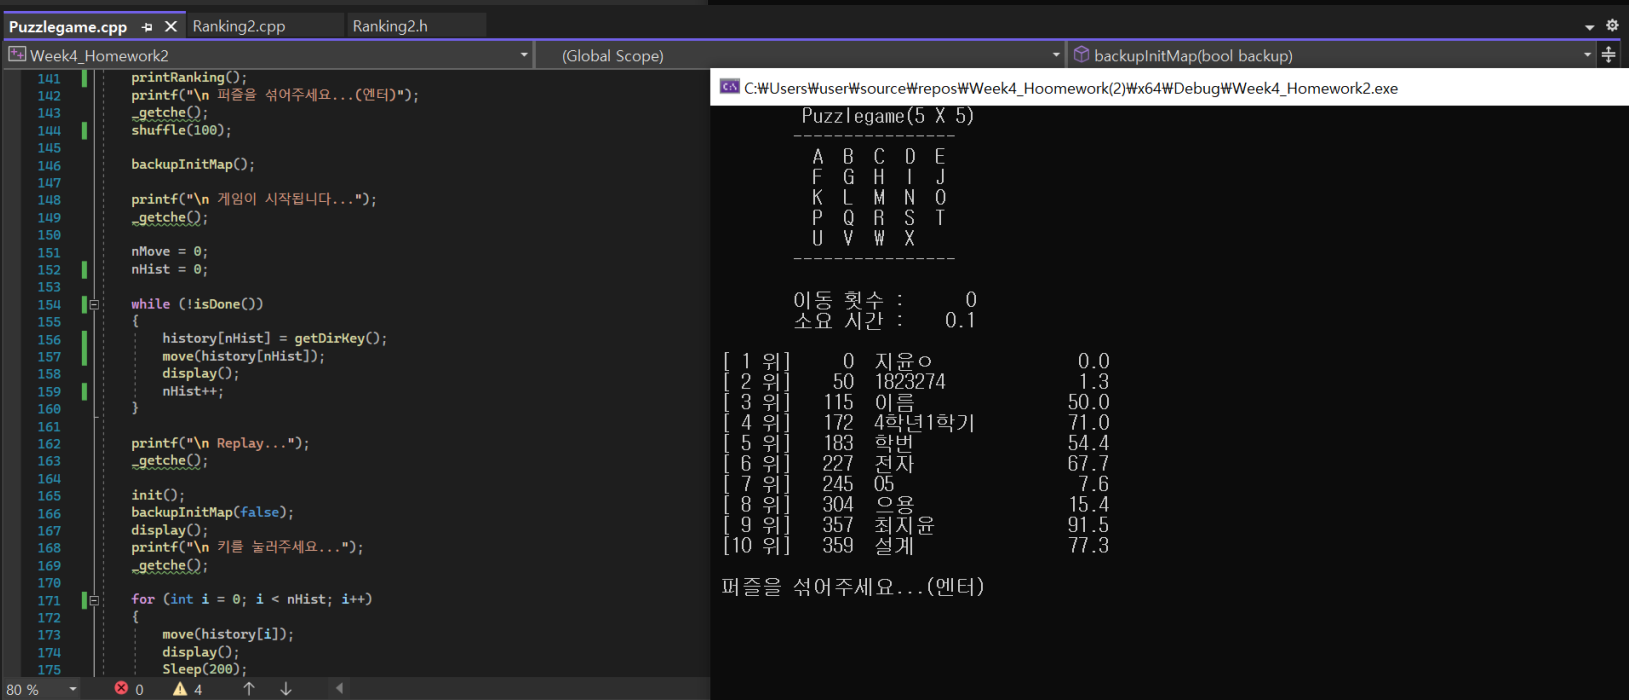 Puzzlegame.cpp Ranking2.cpp Ranking2.h
Week4_Homework2 (Global Scope) backupInitMap(bool backup)
141 printRanking();
142 printf("\n 퍼즐을 섞어주세요...(엔터)");
143 _getche();
144 shuffle(100);
145
146 backupInitMap();
147
148 printf("\n 게임이 시작됩니다...");
149 _getche();
150
151 nMove = 0;
152 nHist = 0;
153
154 while (!isDone())
155 {
156 history[nHist] = getDirKey();
157 move(history[nHist]);
158 display();
159 nHist++;
160 }
161
162 printf("\n Replay...");
163 _getche();
164
165 init();
166 backupInitMap(false);
167 display();
168 printf("\n 키를 눌러주세요...");
169 _getche();
170
171 for (int i = 0; i < nHist; i++)
172 {
173 move(history[i]);
174 display();
175 Sleep(200);
80 % 0 4
C:\ C:₩Users₩user₩source₩repos₩Week4_Hoomework(2)₩x64₩Debug₩Week4_Homework2.exe
Puzzlegame(5 X 5)
----------------
A B C D E
F G H I J
K L M N O
P Q R S T
U V W X
----------------
이동 횟수 : 0
소요 시간 : 0.1
[ 1 위] 0 지윤ㅇ 0.0
[ 2 위] 50 1823274 1.3
[ 3 위] 115 이름 50.0
[ 4 위] 172 4학년1학기 71.0
[ 5 위] 183 학번 54.4
[ 6 위] 227 전자 67.7
[ 7 위] 245 05 7.6
[ 8 위] 304 으용 15.4
[ 9 위] 357 최지윤 91.5
[10 위] 359 설계 77.3
퍼즐을 섞어주세요...(엔터)